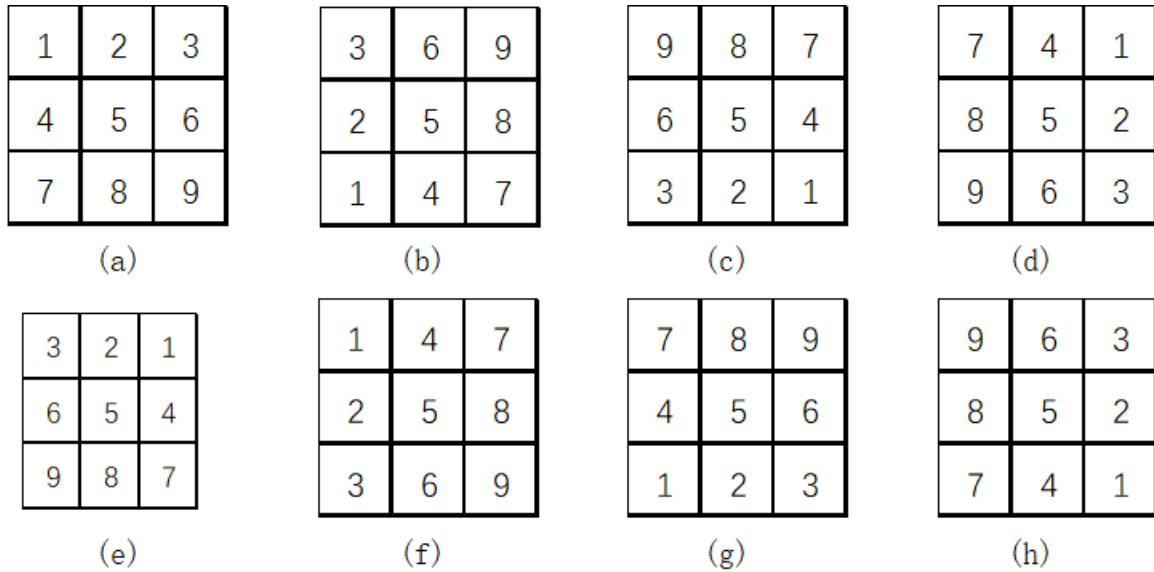 1 2 3 3 6 9 9 8 7 7 4 1
4 5 6 2 5 8 6 5 4 8 5 2
7 8 9 1 4 7 3 2 1 9 6 3
(a) (b) (c) (d)
3 2 1 1 4 7 7 8 9 9 6 3
6 5 4 2 5 8 4 5 6 8 5 2
9 8 7 3 6 9 1 2 3 7 4 1
(e) (f) (g) (h)